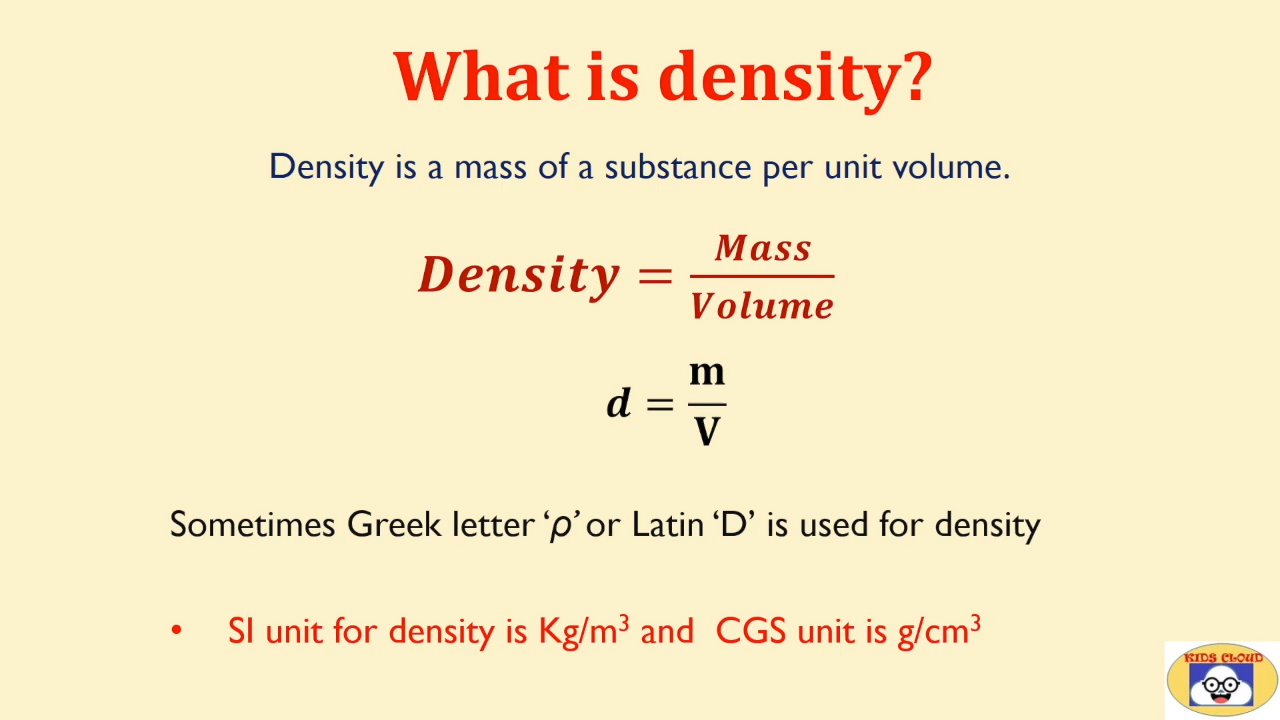 What is density?
Density is a mass of a substance per unit volume.
Density = Mass / Volume
d = m / V
Sometimes Greek letter ‘ρ’ or Latin ‘D’ is used for density
• SI unit for density is Kg/m³ and CGS unit is g/cm³
KIDS CLOUD